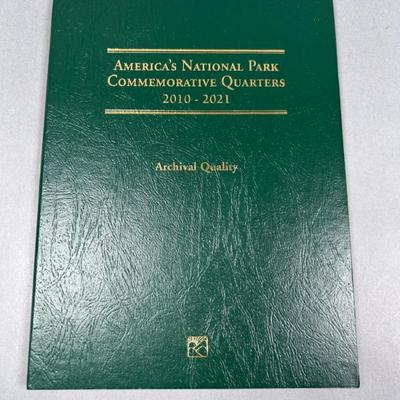 America's National Park
Commemorative Quarters
2010 - 2021
Archival Quality